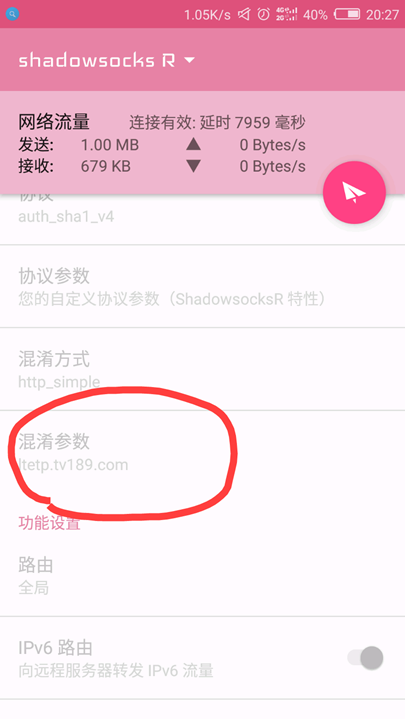 1.05K/s 40% 20:27
shadowsocks R
网络流量 连接有效: 延时 7959 毫秒
发送: 1.00 MB ▲ 0 Bytes/s
接收: 679 KB ▼ 0 Bytes/s
协议
auth_sha1_v4
协议参数
您的自定义协议参数（ShadowsocksR 特性）
混淆方式
http_simple
混淆参数
ltetp.tv189.com
功能设置
路由
全局
IPv6 路由
向远程服务器转发 IPv6 流量